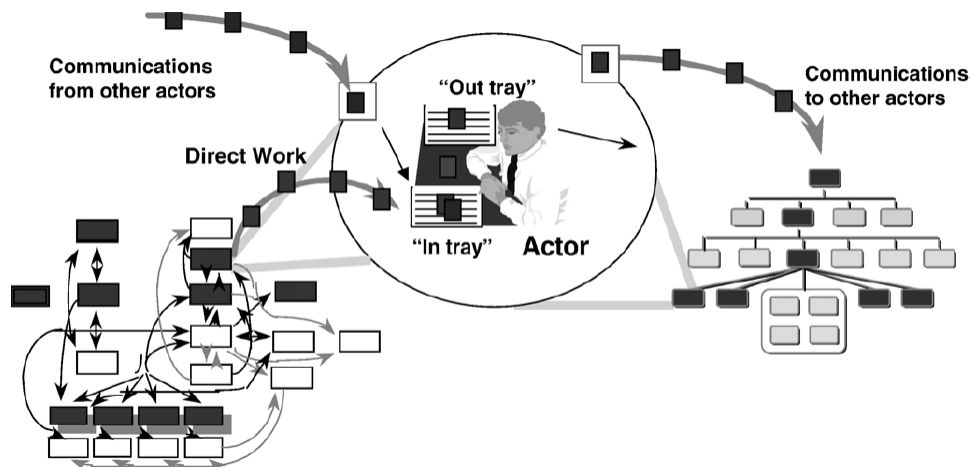 Communications
from other actors
“Out tray”
Communications
to other actors
Direct Work
“In tray”
Actor